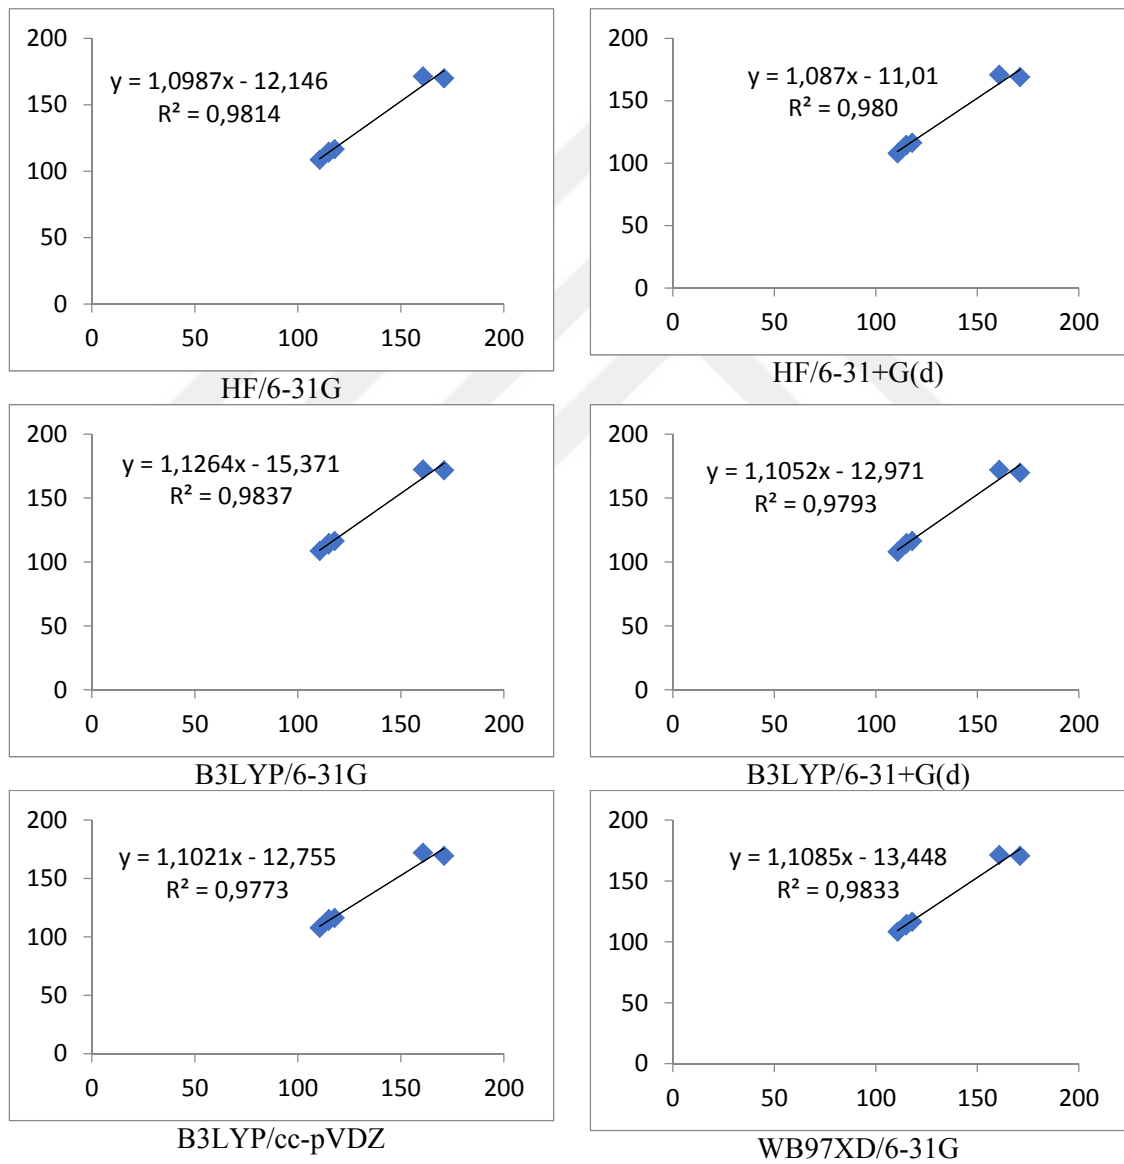 200
150
100
50
0
0 50 100 150 200
y = 1,0987x - 12,146
R² = 0,9814
HF/6-31G
200
150
100
50
0
0 50 100 150 200
y = 1,087x - 11,01
R² = 0,980
HF/6-31+G(d)
200
150
100
50
0
0 50 100 150 200
y = 1,1264x - 15,371
R² = 0,9837
B3LYP/6-31G
200
150
100
50
0
0 50 100 150 200
y = 1,1052x - 12,971
R² = 0,9793
B3LYP/6-31+G(d)
200
150
100
50
0
0 50 100 150 200
y = 1,1021x - 12,755
R² = 0,9773
B3LYP/cc-pVDZ
200
150
100
50
0
0 50 100 150 200
y = 1,1085x - 13,448
R² = 0,9833
WB97XD/6-31G